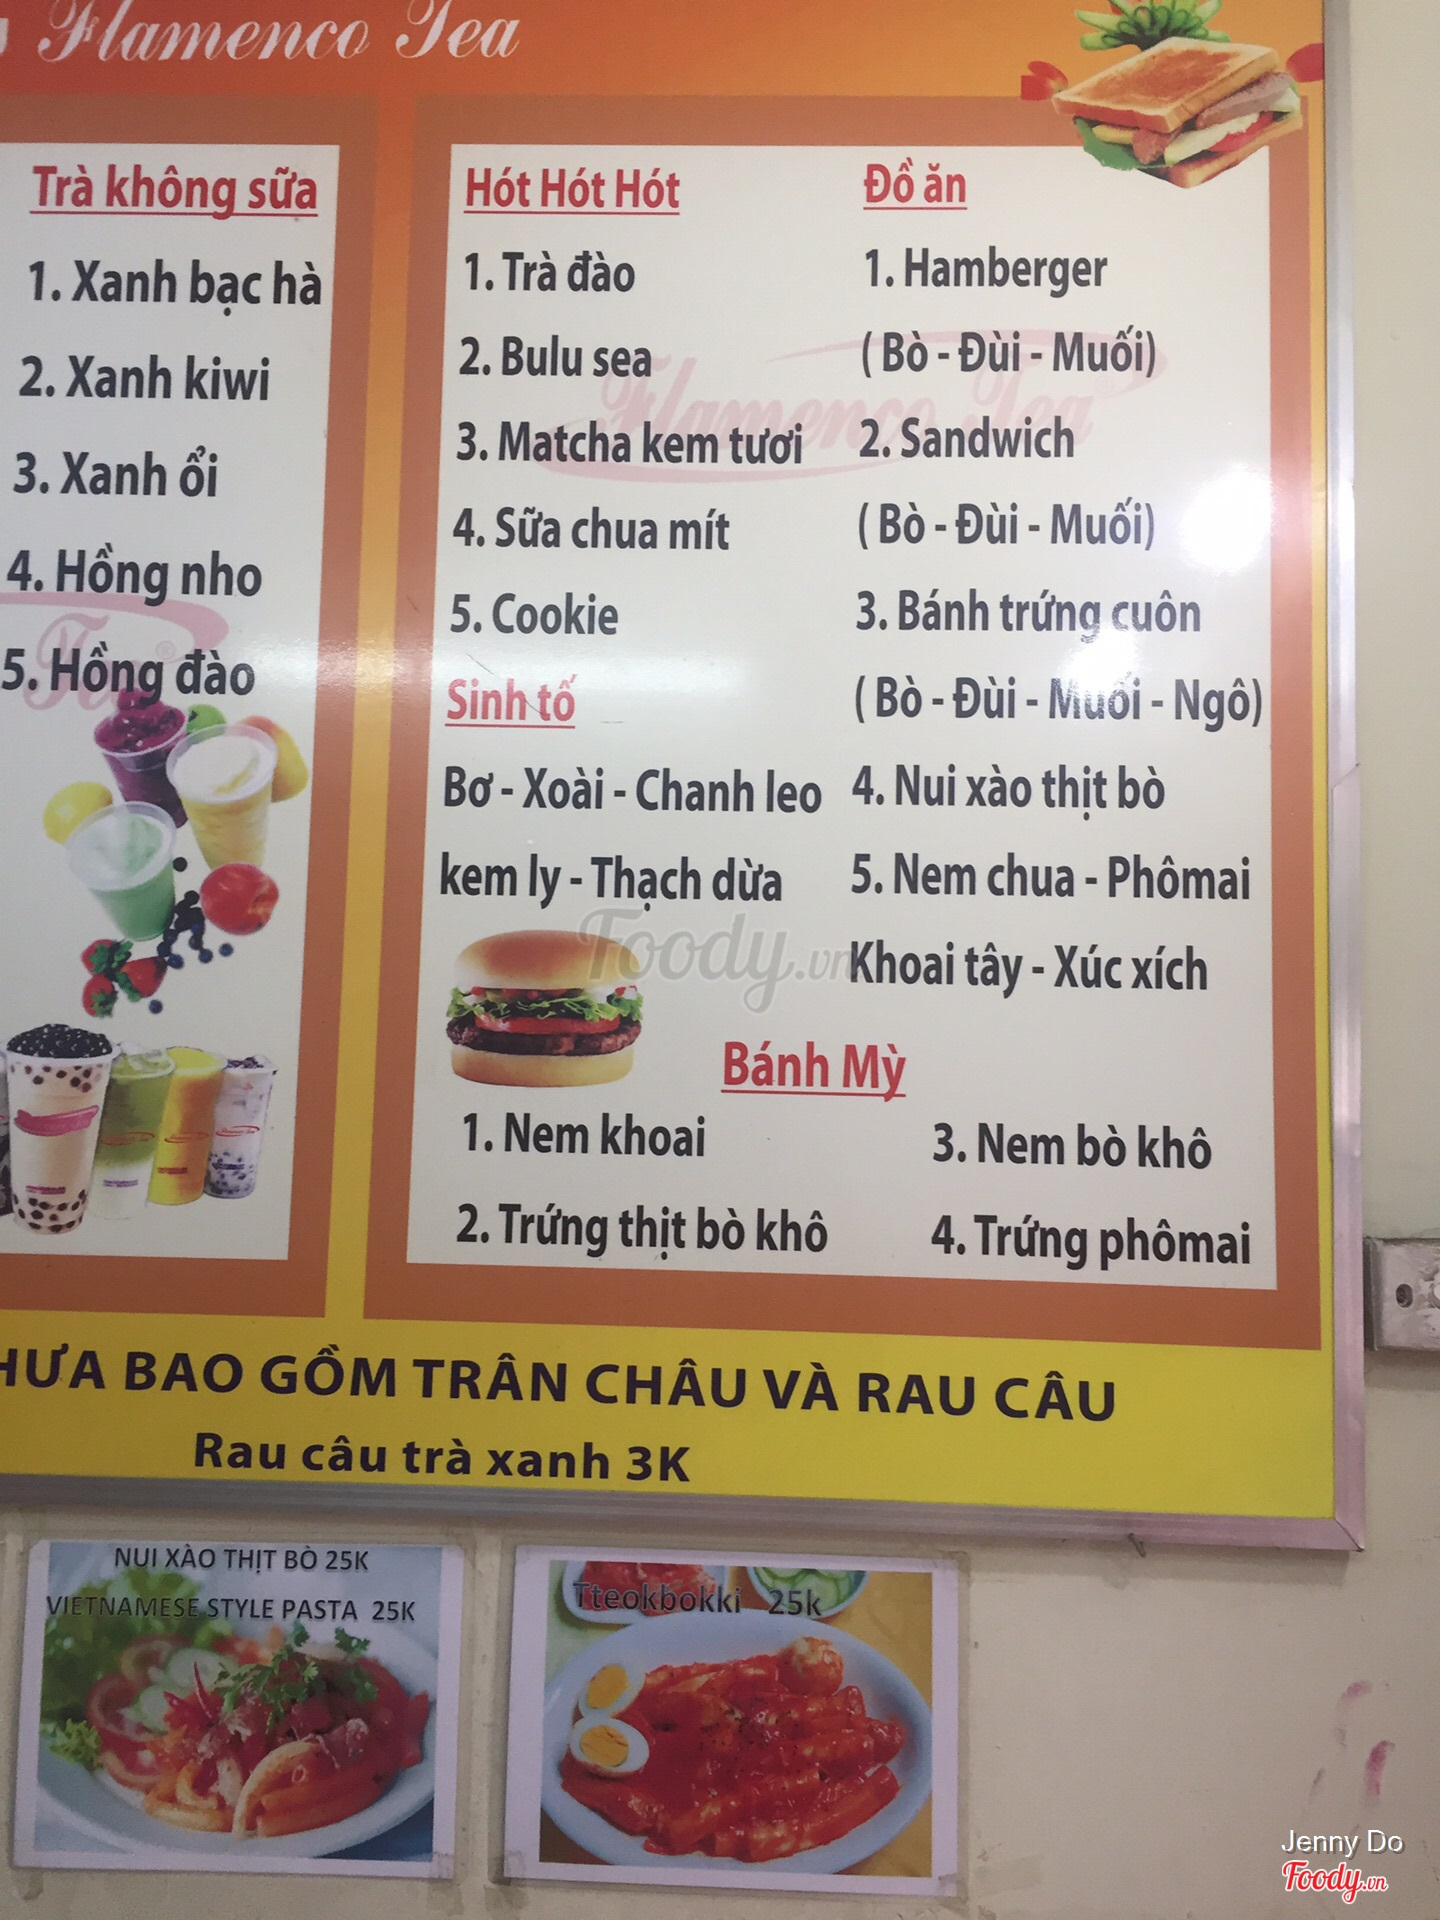 Flamenco Tea
Trà không sữa
1. Xanh bạc hà
2. Xanh kiwi
3. Xanh ổi
4. Hồng nho
5. Hồng đào
Hót Hót Hót
1. Trà đào
2. Bulu sea
3. Matcha kem tươi
4. Sữa chua mít
5. Cookie
Sinh tố
Bơ - Xoài - Chanh leo
kem ly - Thạch dừa
Đồ ăn
1. Hamberger
( Bò - Đùi - Muối)
2. Sandwich
( Bò - Đùi - Muối)
3. Bánh trứng cuôn
( Bò - Đùi - Muối - Ngô)
4. Nui xào thịt bò
5. Nem chua - Phômai
Khoai tây - Xúc xích
Bánh Mỳ
1. Nem khoai
2. Trứng thịt bò khô
3. Nem bò khô
4. Trứng phômai
Flamenco Tea
Foody.vn
BAO GỒM TRÂN CHÂU VÀ RAU CÂU
Rau câu trà xanh 3K
NUI XÀO THỊT BÒ 25K
VIETNAMESE STYLE PASTA 25K
Tteokbokki 25k
Jenny Do
Foody.vn